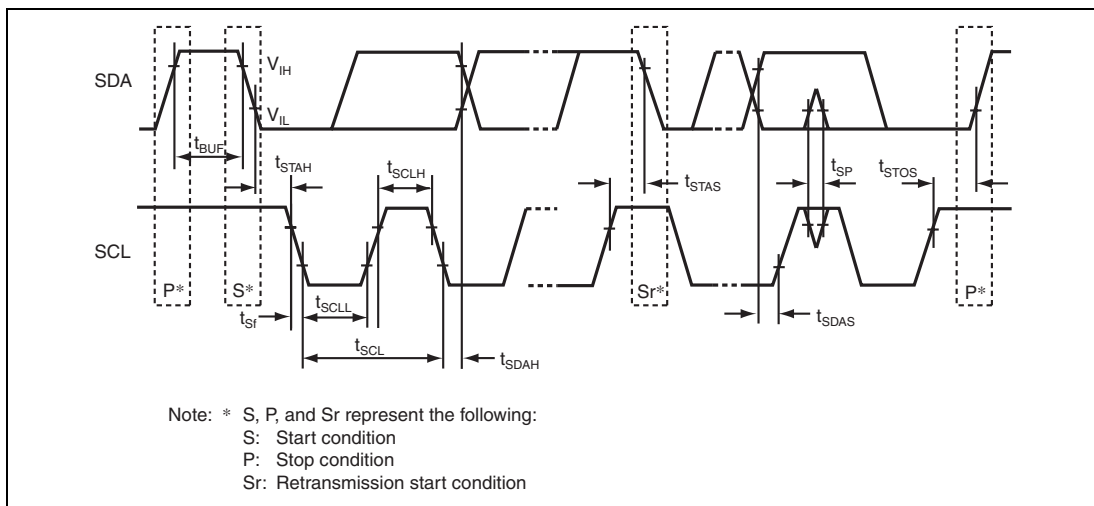 SDA
V_IH
V_IL
t_BUF
t_STAH
t_SCLH
t_STAS
t_SP
t_STOS
SCL
P*
S*
Sr*
P*
t_Sf
t_SCLL
t_SCL
t_SDAH
t_SDAS
Note: * S, P, and Sr represent the following:
S: Start condition
P: Stop condition
Sr: Retransmission start condition